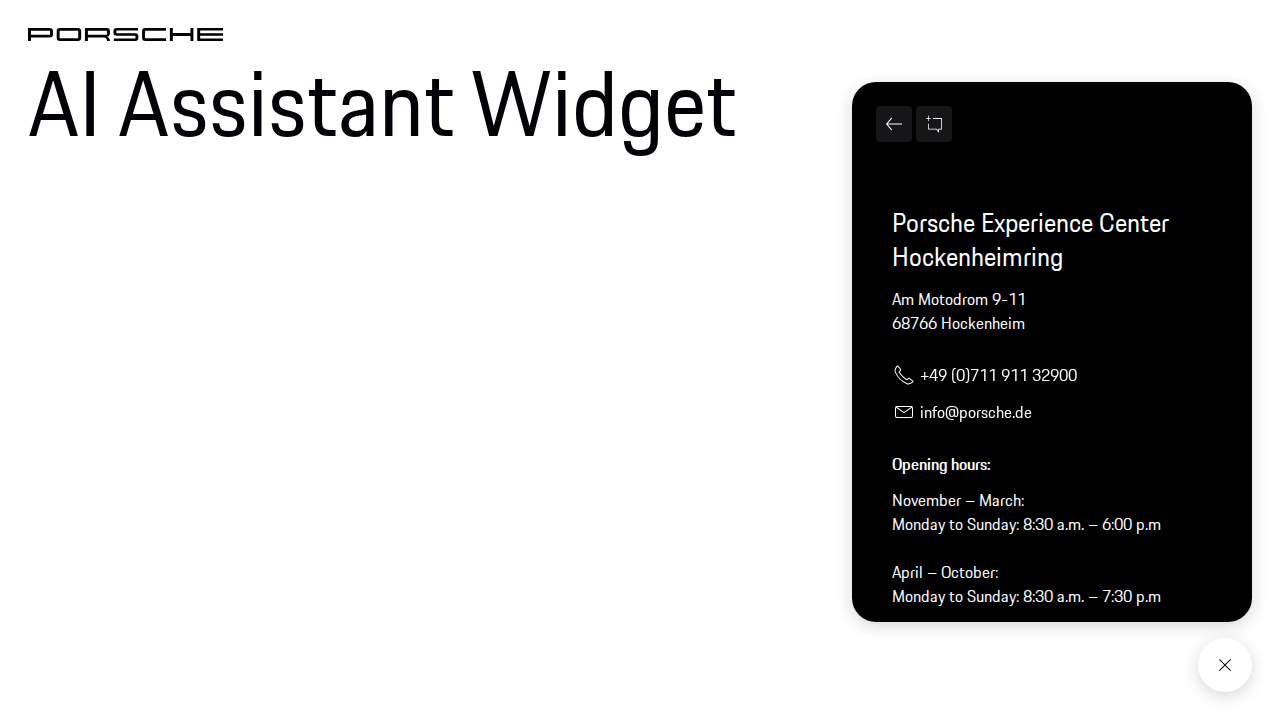 PORSCHE
AI Assistant Widget
Porsche Experience Center
Hockenheimring
Am Motodrom 9-11
68766 Hockenheim
+49 (0)711 911 32900
info@porsche.de
Opening hours:
November – March:
Monday to Sunday: 8:30 a.m. – 6:00 p.m
April – October:
Monday to Sunday: 8:30 a.m. – 7:30 p.m